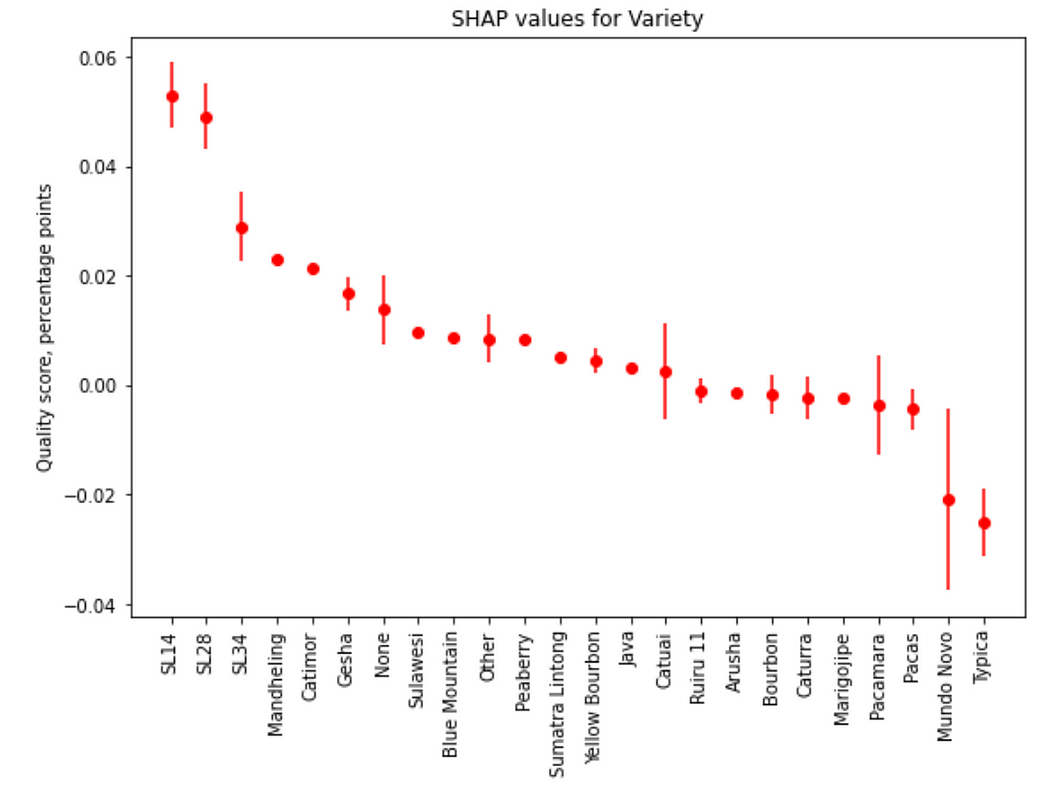 SHAP values for Variety
Quality score, percentage points
0.06
0.04
0.02
0.00
−0.02
−0.04
SL14
SL28
SL34
Mandheling
Catimor
Gesha
None
Sulawesi
Blue Mountain
Other
Peaberry
Sumatra Lintong
Yellow Bourbon
Java
Catuai
Ruiru 11
Arusha
Bourbon
Caturra
Marigojipe
Pacamara
Pacas
Mundo Novo
Typica